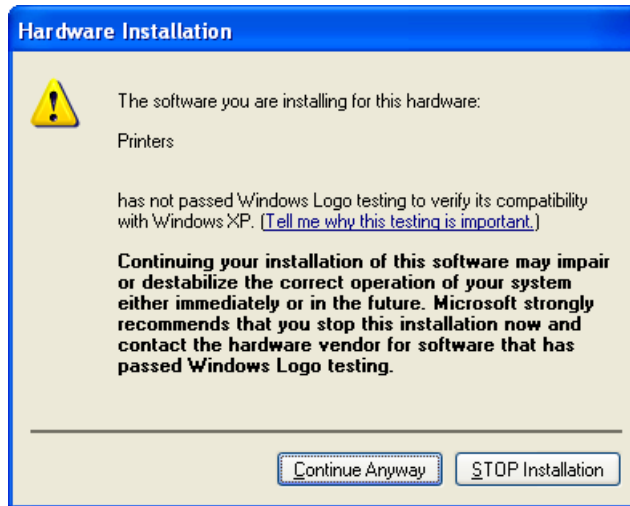 Hardware Installation
The software you are installing for this hardware:
Printers
has not passed Windows Logo testing to verify its compatibility
with Windows XP. (Tell me why this testing is important.)
Continuing your installation of this software may impair
or destabilize the correct operation of your system
either immediately or in the future. Microsoft strongly
recommends that you stop this installation now and
contact the hardware vendor for software that has
passed Windows Logo testing.
Continue Anyway
STOP Installation